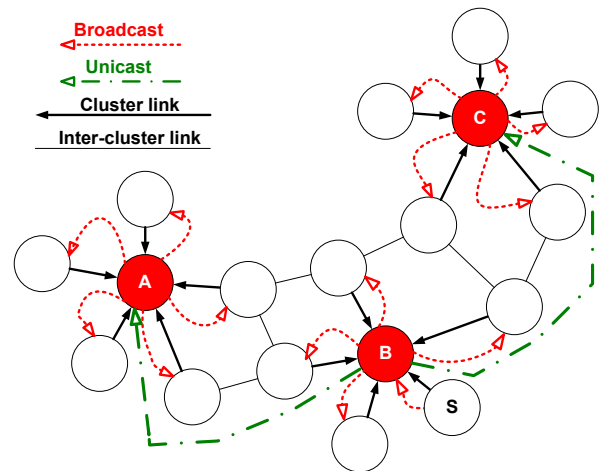 Broadcast
Unicast
Cluster link
Inter-cluster link
C
A
B
S